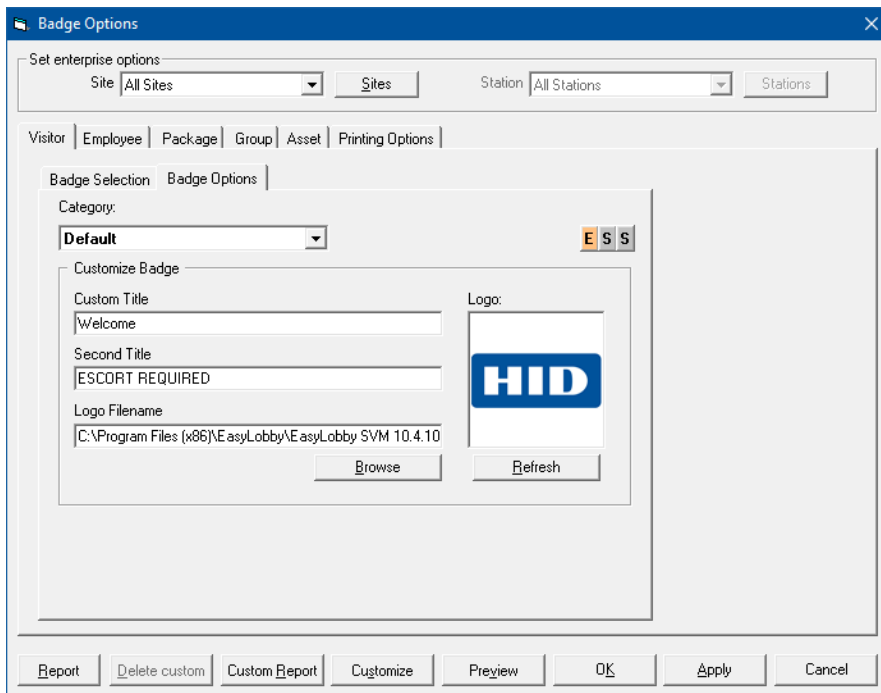 Badge Options
Set enterprise options
Site All Sites Sites Station All Stations Stations
Visitor Employee Package Group Asset Printing Options
Badge Selection Badge Options
Category:
Default E S S
Customize Badge
Custom Title Logo:
Welcome
Second Title
HID
ESCORT REQUIRED
Logo Filename
C:\Program Files (x86)\EasyLobby\EasyLobby SVM 10.4.10
Browse Refresh
Report Delete custom Custom Report Customize Preview OK Apply Cancel